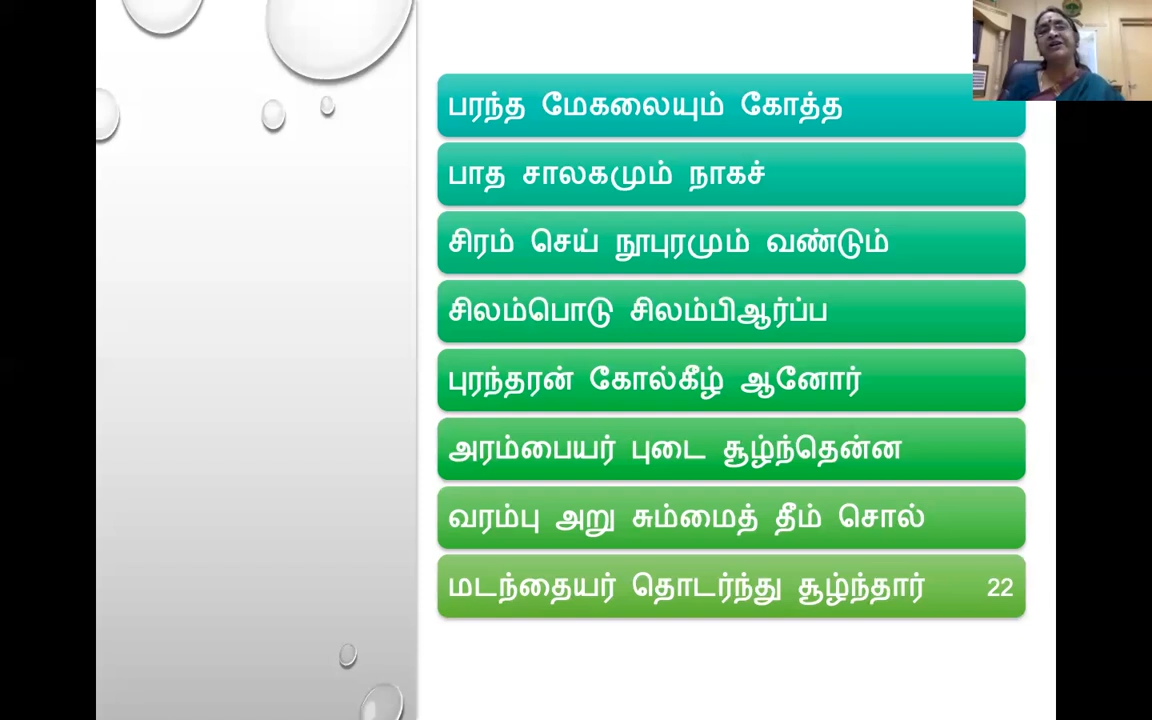 பரந்த மேகலையும் கோத்த
பாத சாலகமும் நாகச்
சிரம் செய் நூபுரமும் வண்டும்
சிலம்பொடு சிலம்பிஆர்ப்ப
புரந்தரன் கோல்கீழ் ஆனோர்
அரம்பையர் புடை சூழ்ந்தென்ன
வரம்பு அறு சும்மைத் தீம் சொல்
மடந்தையர் தொடர்ந்து சூழ்ந்தார் 22